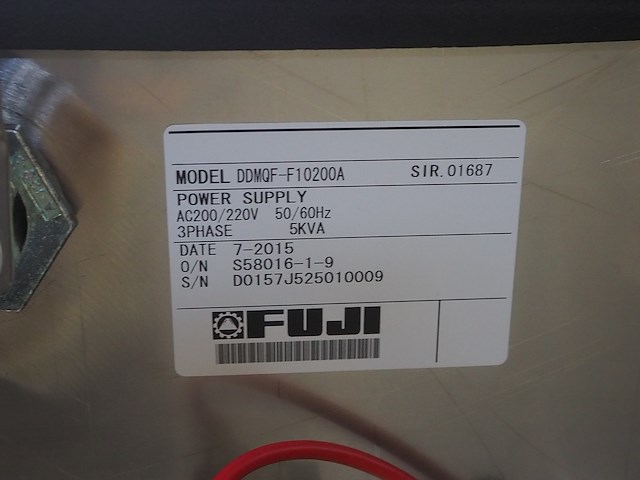 MODEL DDMQF-F10200A SIR.01687
POWER SUPPLY
AC200/220V 50/60Hz
3PHASE 5KVA
DATE 7-2015
O/N S58016-1-9
S/N D0157J525010009
FUJI